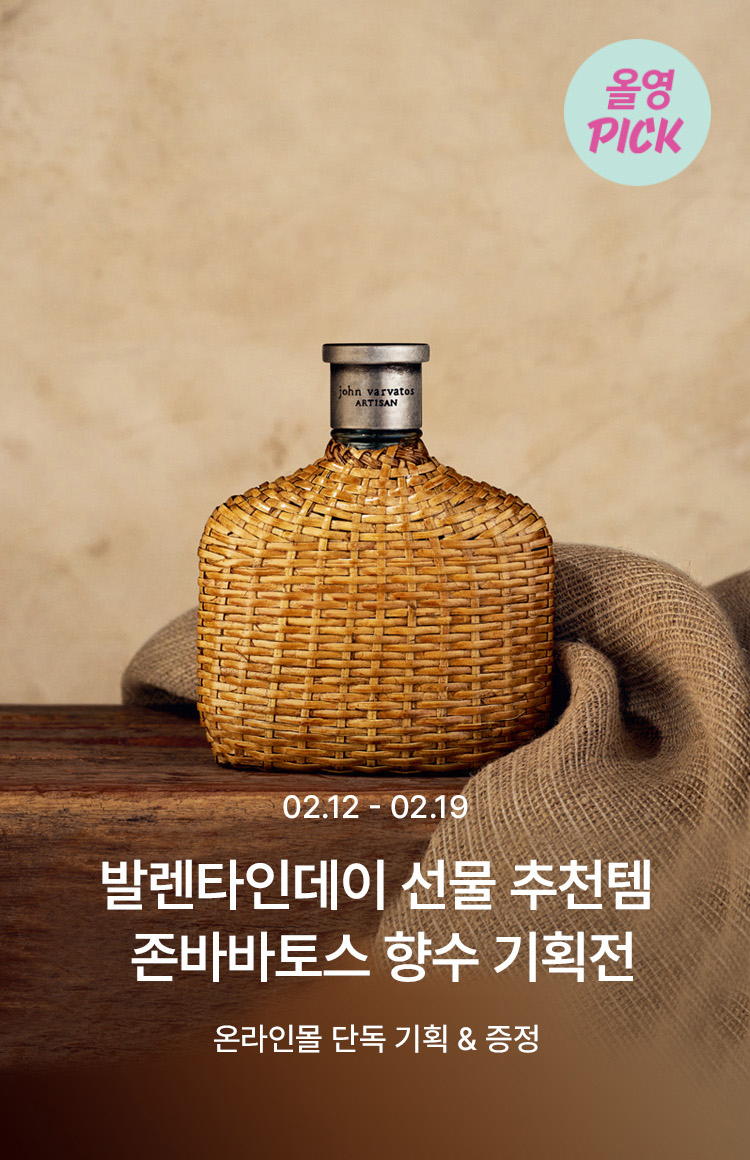 올영
PICK
john varvatos
ARTISAN
02.12 - 02.19
발렌타인데이 선물 추천템
존바바토스 향수 기획전
온라인몰 단독 기획 & 증정